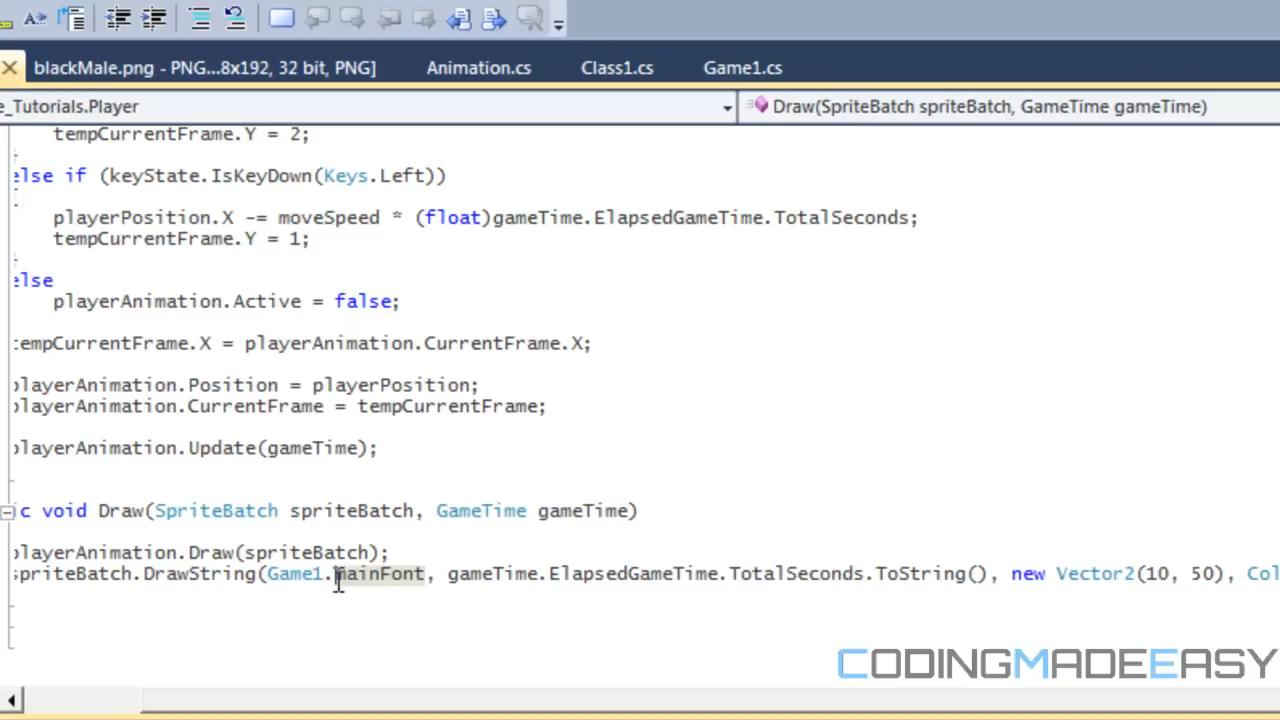 blackMale.png - PNG...8x192, 32 bit, PNG] Animation.cs Class1.cs Game1.cs
e_Tutorials.Player Draw(SpriteBatch spriteBatch, GameTime gameTime)
tempCurrentFrame.Y = 2;
else if (keyState.IsKeyDown(Keys.Left))
playerPosition.X -= moveSpeed * (float)gameTime.ElapsedGameTime.TotalSeconds;
tempCurrentFrame.Y = 1;
else
playerAnimation.Active = false;
tempCurrentFrame.X = playerAnimation.CurrentFrame.X;
playerAnimation.Position = playerPosition;
playerAnimation.CurrentFrame = tempCurrentFrame;
playerAnimation.Update(gameTime);
c void Draw(SpriteBatch spriteBatch, GameTime gameTime)
playerAnimation.Draw(spriteBatch);
spriteBatch.DrawString(Game1.mainFont, gameTime.ElapsedGameTime.TotalSeconds.ToString(), new Vector2(10, 50), Col
CODINGMADEEASY